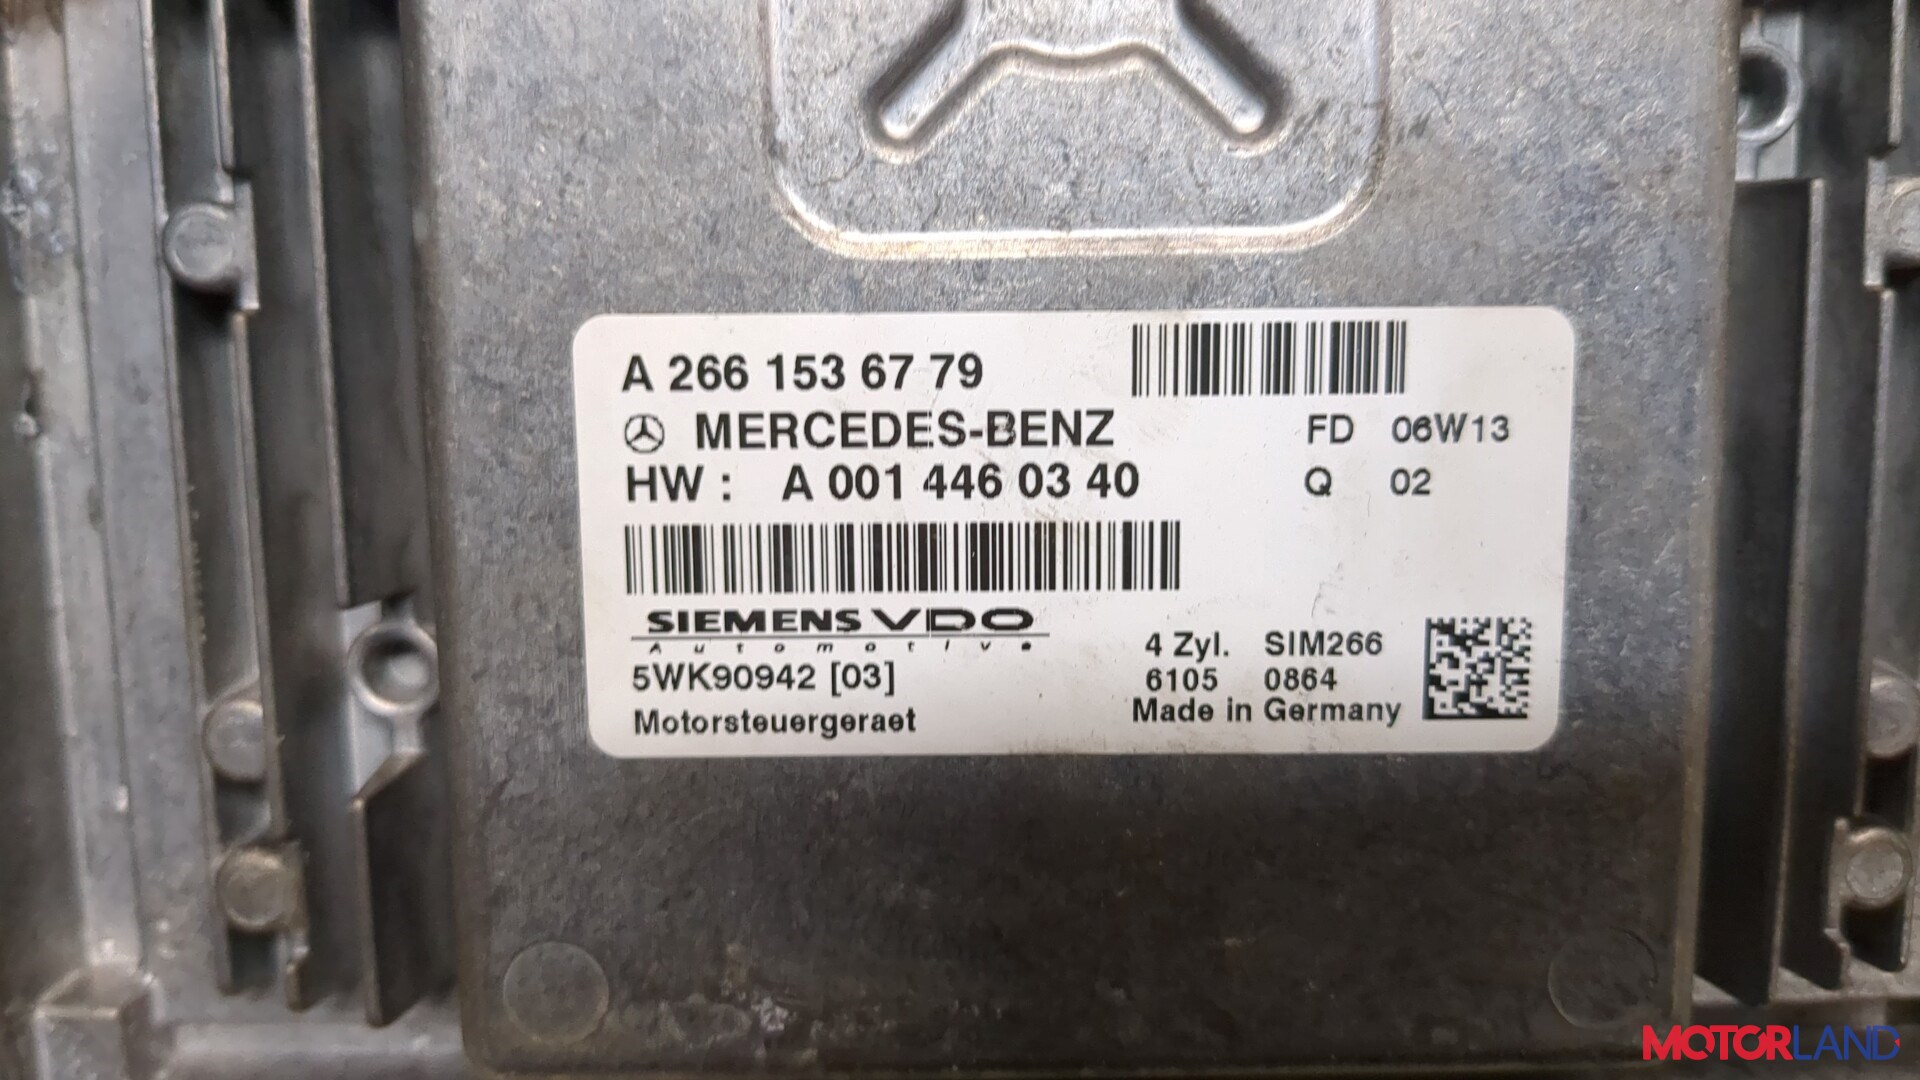 A 266 153 67 79
MERCEDES-BENZ FD 06W13
HW : A 001 446 03 40 Q 02
SIEMENS VDO
Automotive
4 Zyl. SIM266
5WK90942 [03] 6105 0864
Motorsteuergeraet Made in Germany
MOTORLAND